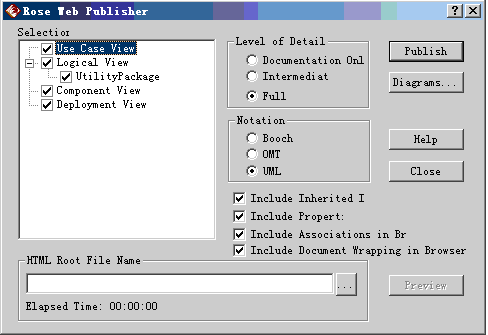 Rose Web Publisher
Selection
Use Case View
Logical View
UtilityPackage
Component View
Deployment View
Level of Detail
Documentation Onl
Intermediat
Full
Notation
Booch
OMT
UML
Include Inherited I
Include Propert:
Include Associations in Br
Include Document Wrapping in Browser
Publish
Diagrams...
Help
Close
HTML Root File Name
...
Preview
Elapsed Time: 00:00:00